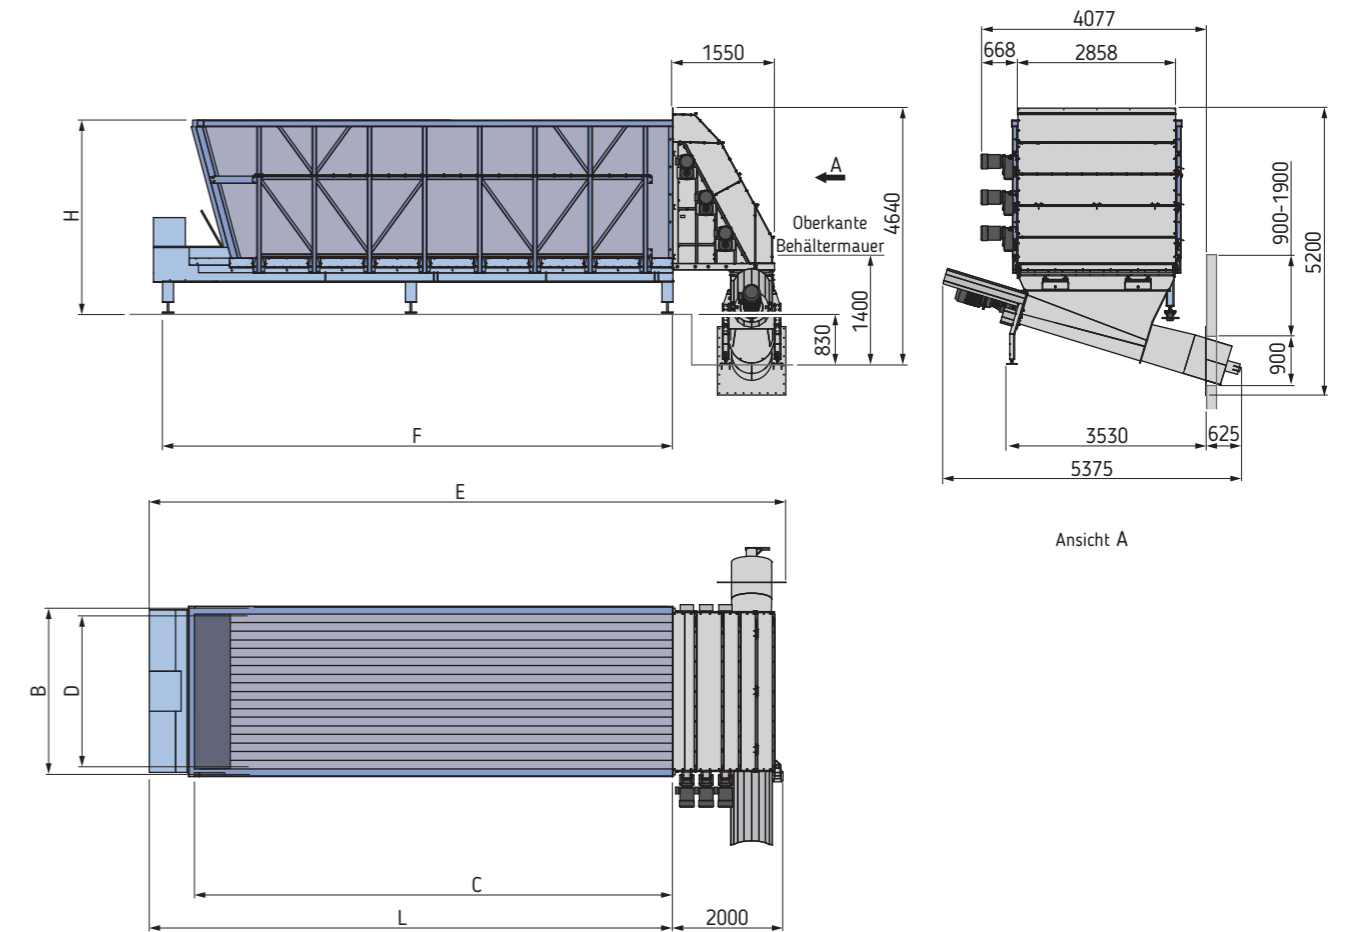 4077
668
2858
1550
H
A
Oberkante
Behältermauer
4640
1400
830
900-1900
5200
900
F
3530
625
5375
E
Ansicht A
B
D
C
L
2000